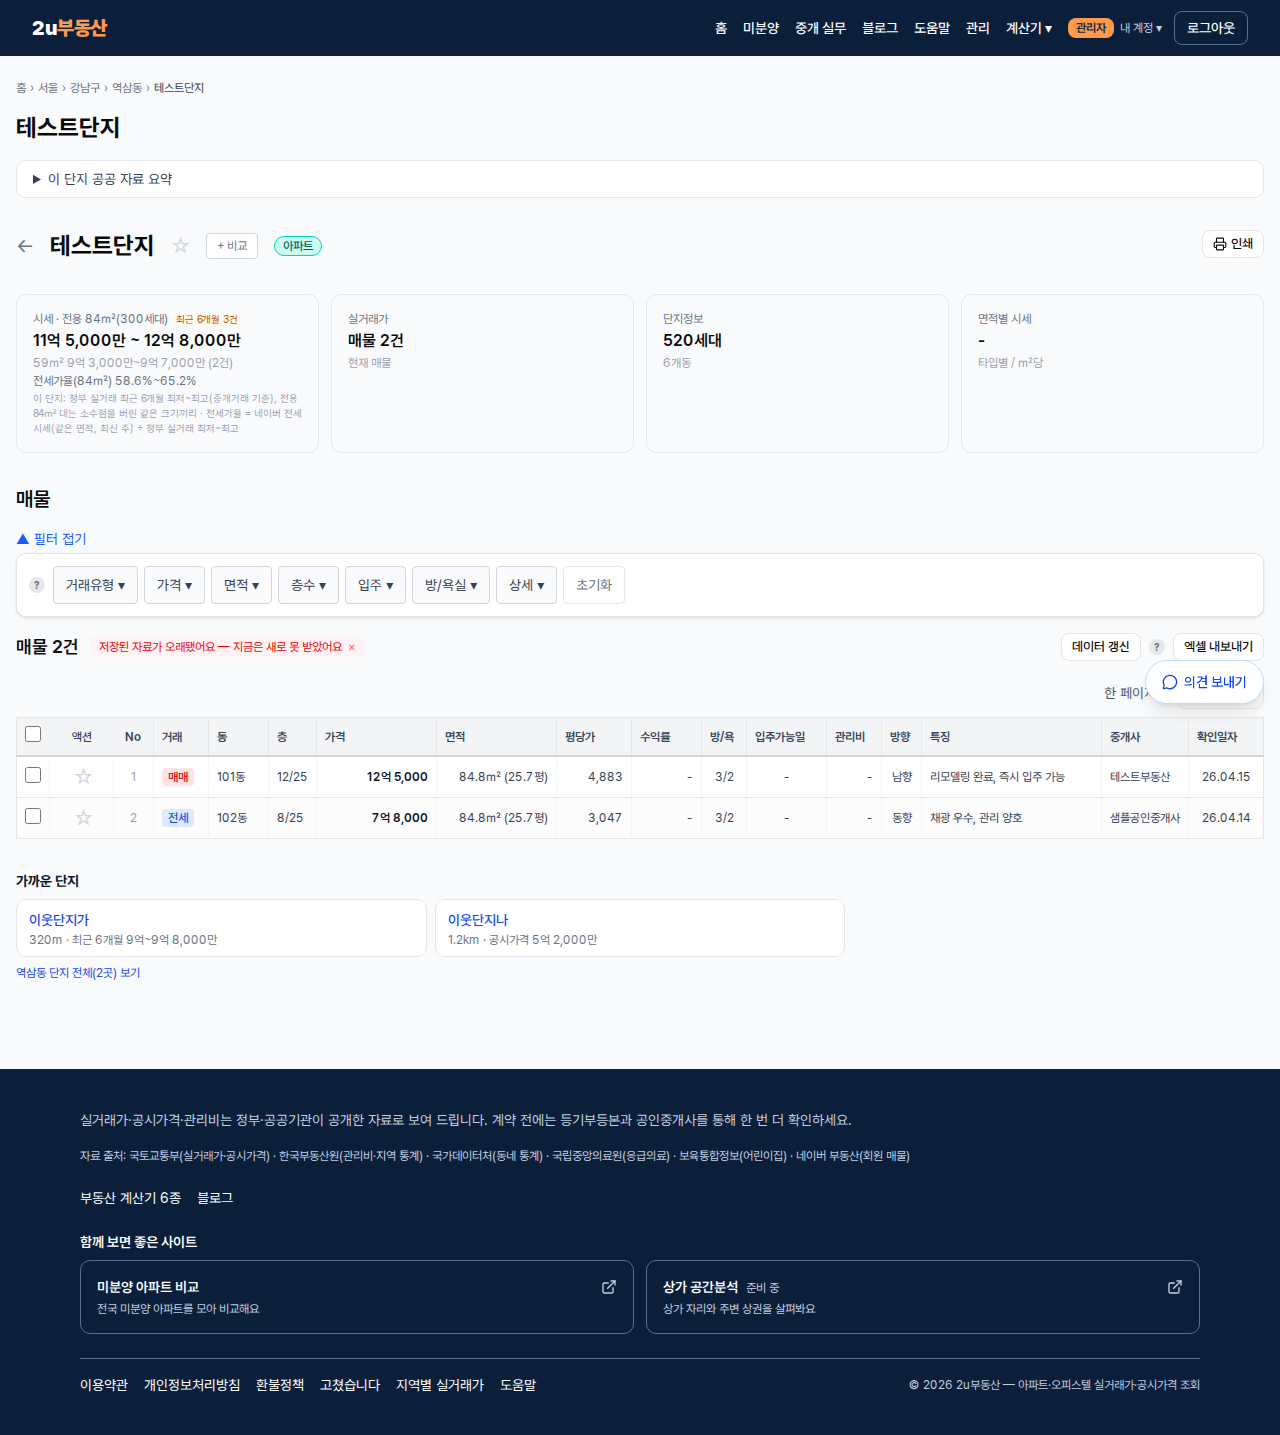 2u부동산
홈 미분양 중개 실무 블로그 도움말 관리 계산기 ▾ 관리자 내 계정 ▾ 로그아웃
홈 › 서울 › 강남구 › 역삼동 › 테스트단지
테스트단지
▶ 이 단지 공공 자료 요약
← 테스트단지 ☆ + 비교 아파트 인쇄
시세 · 전용 84m²(300세대) 최근 6개월 3건
11억 5,000만 ~ 12억 8,000만
59m² 9억 3,000만~9억 7,000만 (2건)
전세가율(84m²) 58.6%~65.2%
이 단지: 정부 실거래 최근 6개월 최저~최고(중개거래 기준), 전용
84m² 대는 소수점을 버린 같은 크기끼리 · 전세가율 = 네이버 전세
시세(같은 면적, 최신 주) ÷ 정부 실거래 최저~최고
실거래가
매물 2건
현재 매물
단지정보
520세대
6개동
면적별 시세
-
타입별 / m²당
매물
▲ 필터 접기
? 거래유형 ▾ 가격 ▾ 면적 ▾ 층수 ▾ 입주 ▾ 방/욕실 ▾ 상세 ▾ 초기화
매물 2건 저장된 자료가 오래됐어요 — 지금은 새로 못 받았어요 × 데이터 갱신 ? 엑셀 내보내기
한 페이지
의견 보내기
액션 No 거래 동 층 가격 면적 평당가 수익률 방/욕 입주가능일 관리비 방향 특징 중개사 확인일자
☆ 1 매매 101동 12/25 12억 5,000 84.8m² (25.7평) 4,883 - 3/2 - - 남향 리모델링 완료, 즉시 입주 가능 테스트부동산 26.04.15
☆ 2 전세 102동 8/25 7억 8,000 84.8m² (25.7평) 3,047 - 3/2 - - 동향 채광 우수, 관리 양호 샘플공인중개사 26.04.14
가까운 단지
이웃단지가
320m · 최근 6개월 9억~9억 8,000만
이웃단지나
1.2km · 공시가격 5억 2,000만
역삼동 단지 전체(2곳) 보기
실거래가·공시가격·관리비는 정부·공공기관이 공개한 자료로 보여 드립니다. 계약 전에는 등기부등본과 공인중개사를 통해 한 번 더 확인하세요.
자료 출처: 국토교통부(실거래가·공시가격) · 한국부동산원(관리비·지역 통계) · 국가데이터처(동네 통계) · 국립중앙의료원(응급의료) · 보육통합정보(어린이집) · 네이버 부동산(회원 매물)
부동산 계산기 6종 블로그
함께 보면 좋은 사이트
미분양 아파트 비교
전국 미분양 아파트를 모아 비교해요
상가 공간분석 준비 중
상가 자리와 주변 상권을 살펴봐요
이용약관 개인정보처리방침 환불정책 고쳤습니다 지역별 실거래가 도움말
© 2026 2u부동산 — 아파트·오피스텔 실거래가·공시가격 조회